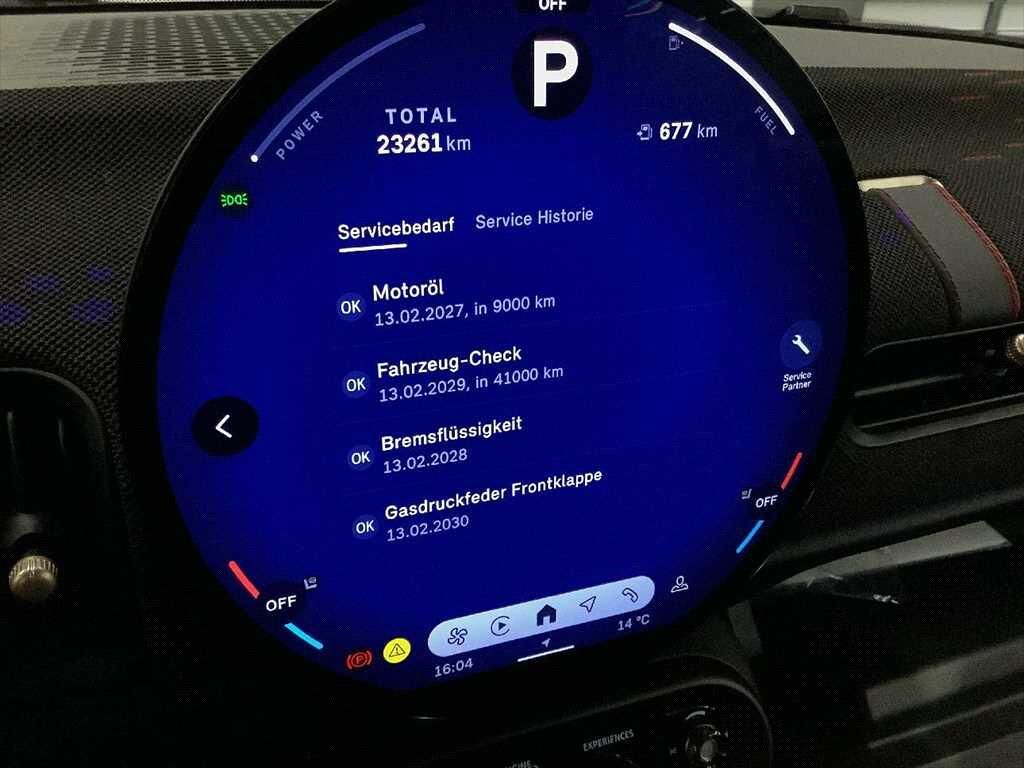 OFF
P
POWER
TOTAL
23261 km
677 km
FUEL
Servicebedarf
Service Historie
OK
Motoröl
13.02.2027, in 9000 km
OK
Fahrzeug-Check
13.02.2029, in 41000 km
OK
Bremsflüssigkeit
13.02.2028
OK
Gasdruckfeder Frontklappe
13.02.2030
Service
Partner
OFF
OFF
16:04
14 °C
EXPERIENCES